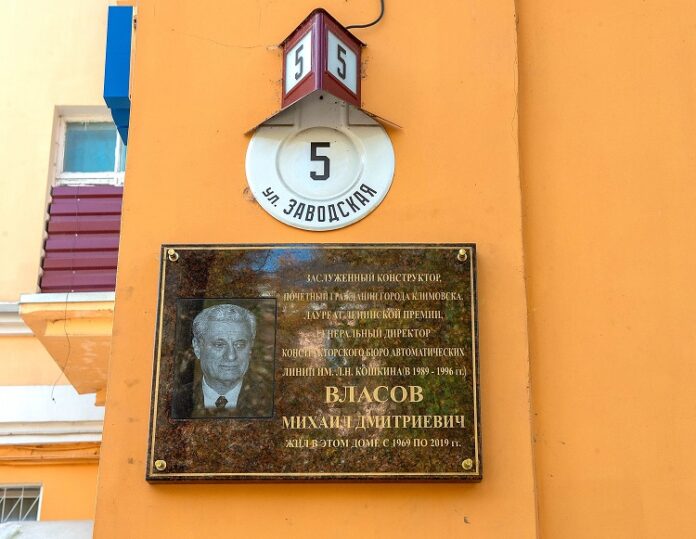 5 5
5
ул. ЗАВОДСКАЯ
ЗАСЛУЖЕННЫЙ КОНСТРУКТОР,
ПОЧЕТНЫЙ ГРАЖДАНИН ГОРОДА КЛИМОВСКА,
ЛАУРЕАТ ЛЕНИНСКОЙ ПРЕМИИ,
ГЕНЕРАЛЬНЫЙ ДИРЕКТОР
КОНСТРУКТОРСКОГО БЮРО АВТОМАТИЧЕСКИХ
ЛИНИЙ ИМ. Л.Н. КОШКИНА (В 1989 - 1996 гг.)
ВЛАСОВ
МИХАИЛ ДМИТРИЕВИЧ
ЖИЛ В ЭТОМ ДОМЕ С 1969 ПО 2019 гг.